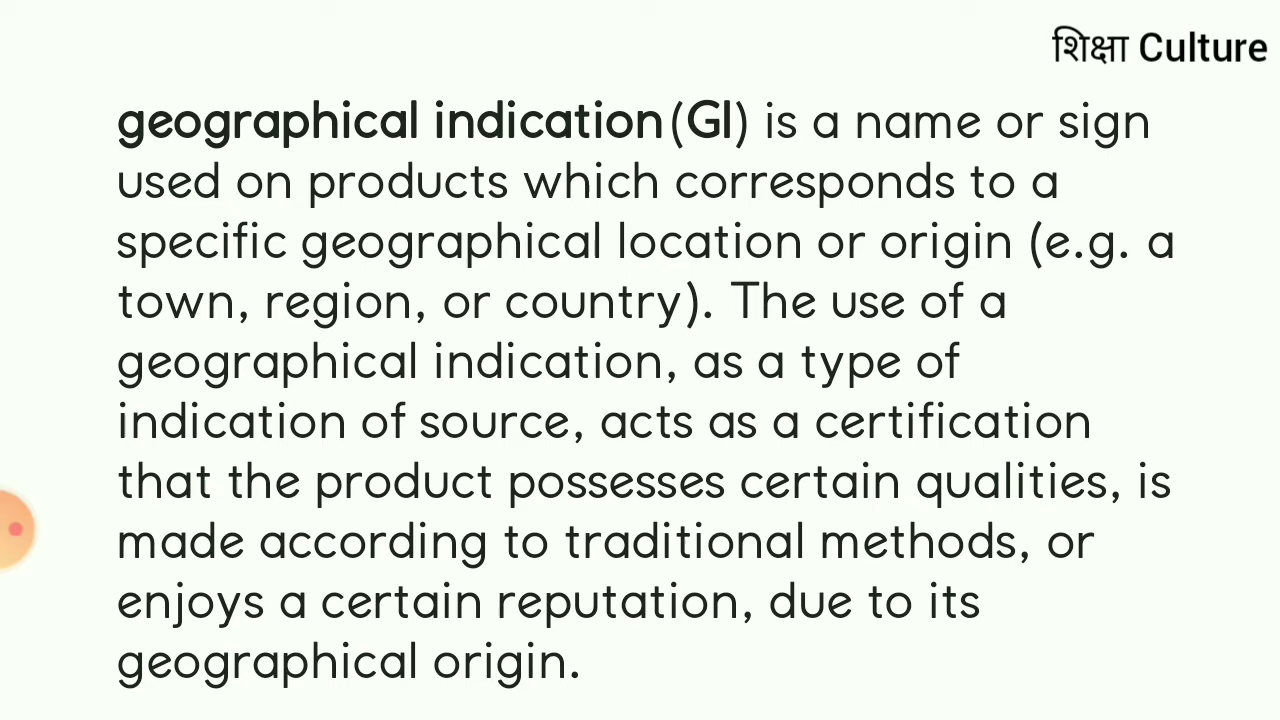 शिक्षा Culture
geographical indication(GI) is a name or sign
used on products which corresponds to a
specific geographical location or origin (e.g. a
town, region, or country). The use of a
geographical indication, as a type of
indication of source, acts as a certification
that the product possesses certain qualities, is
made according to traditional methods, or
enjoys a certain reputation, due to its
geographical origin.